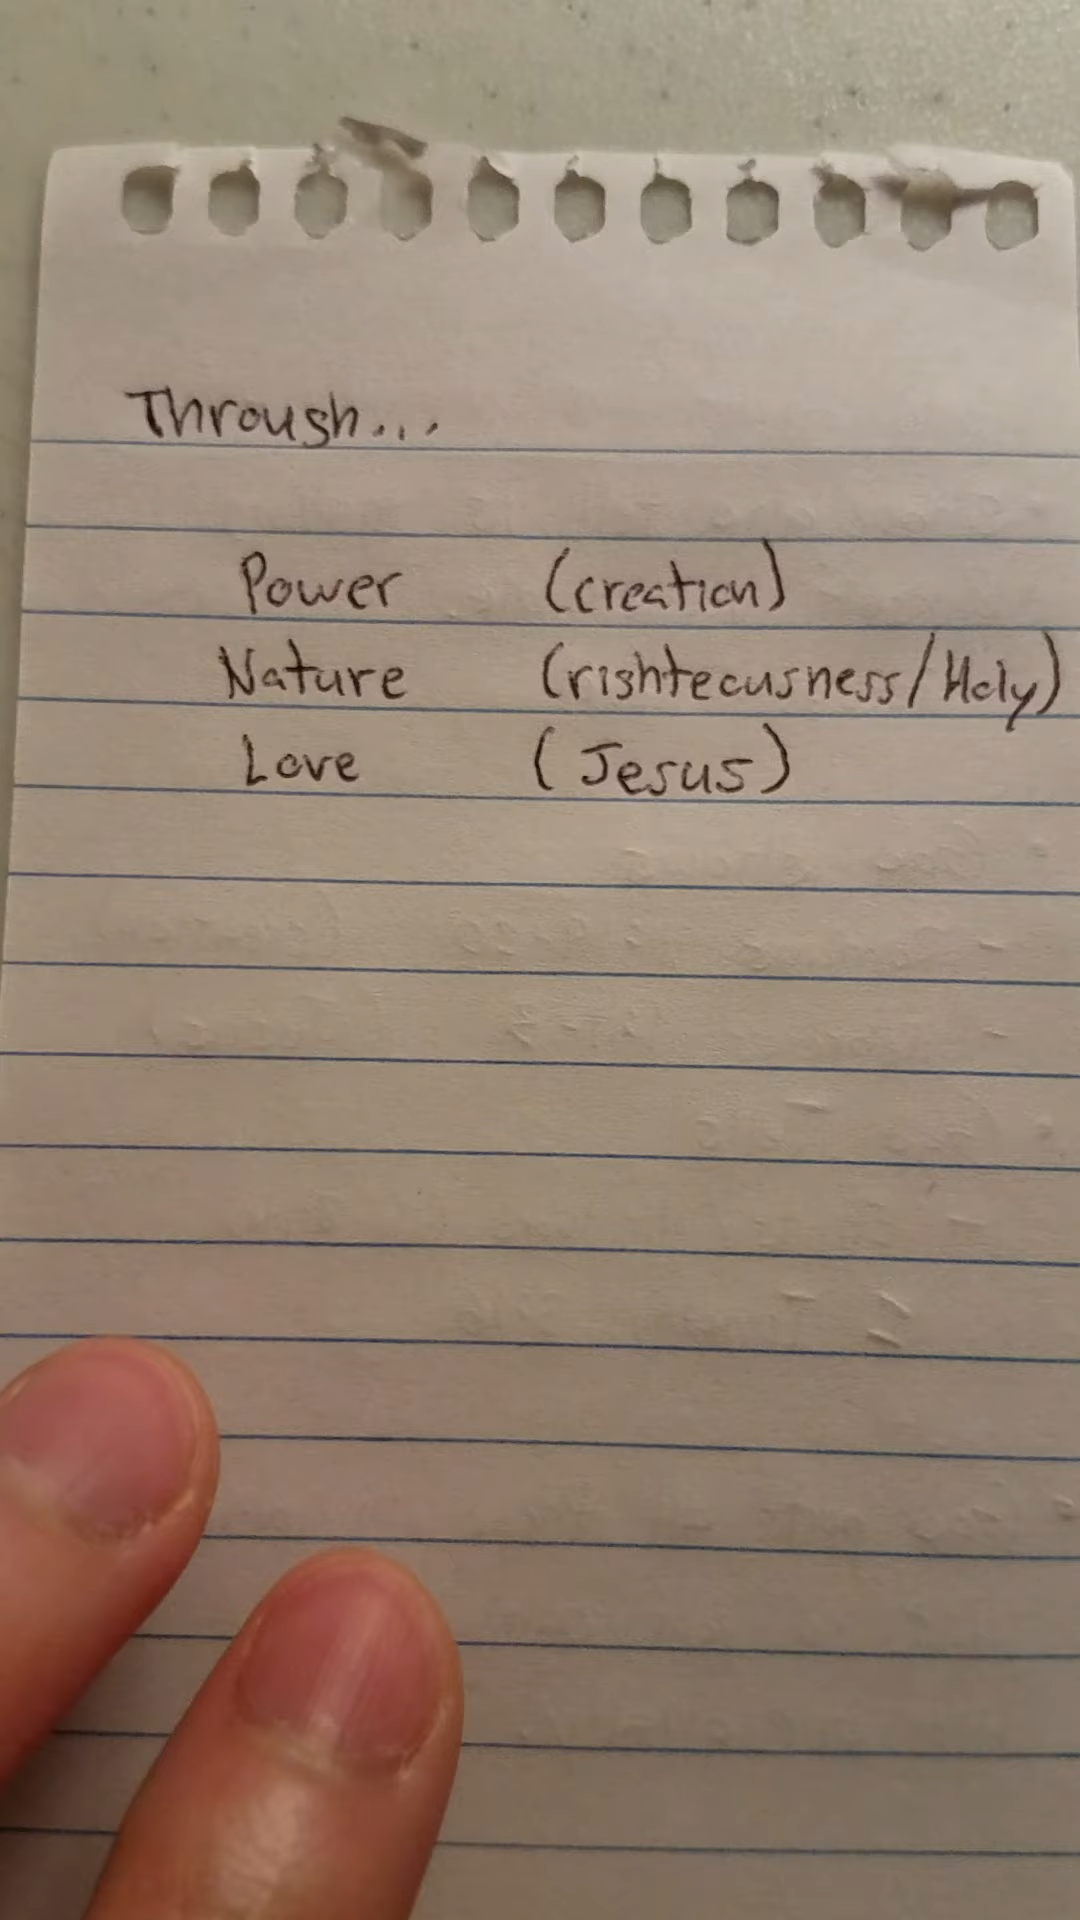 Through...
Power (creation)
Nature (righteousness/Holy)
Love (Jesus)